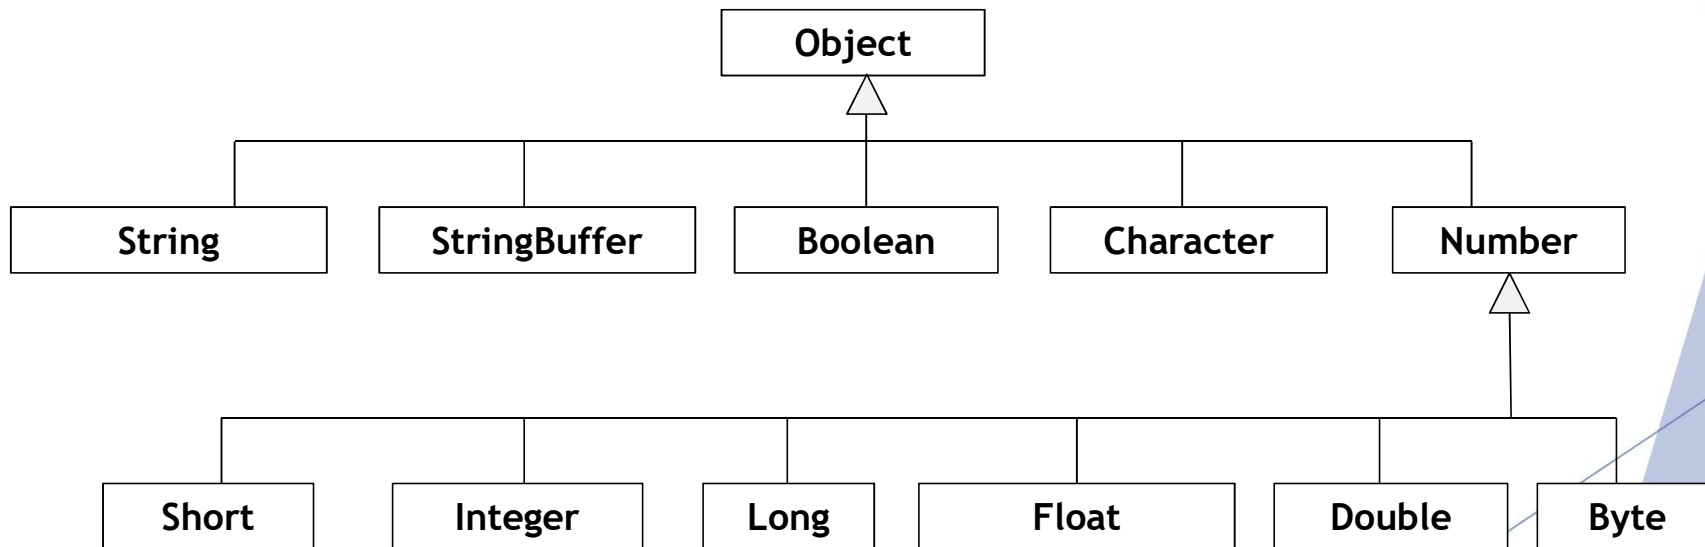 Object
String
StringBuffer
Boolean
Character
Number
Short
Integer
Long
Float
Double
Byte